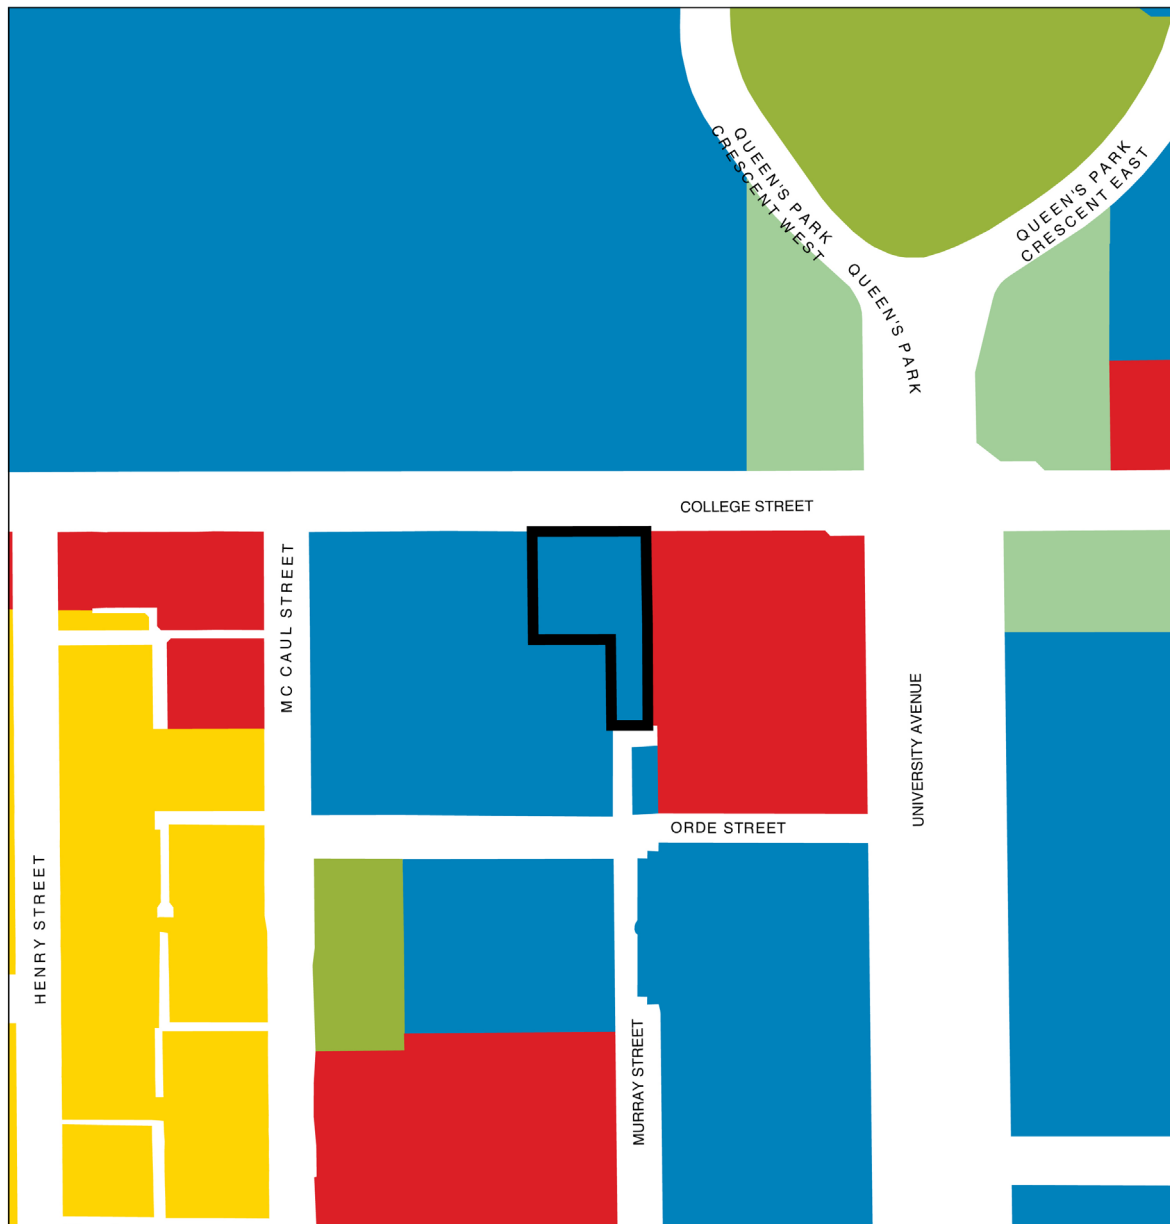 QUEEN'S PARK
CRESCENT WEST
QUEEN'S PARK
CRESCENT EAST
QUEEN'S PARK
COLLEGE STREET
MC CAUL STREET
UNIVERSITY AVENUE
ORDE STREET
HENRY STREET
MURRAY STREET